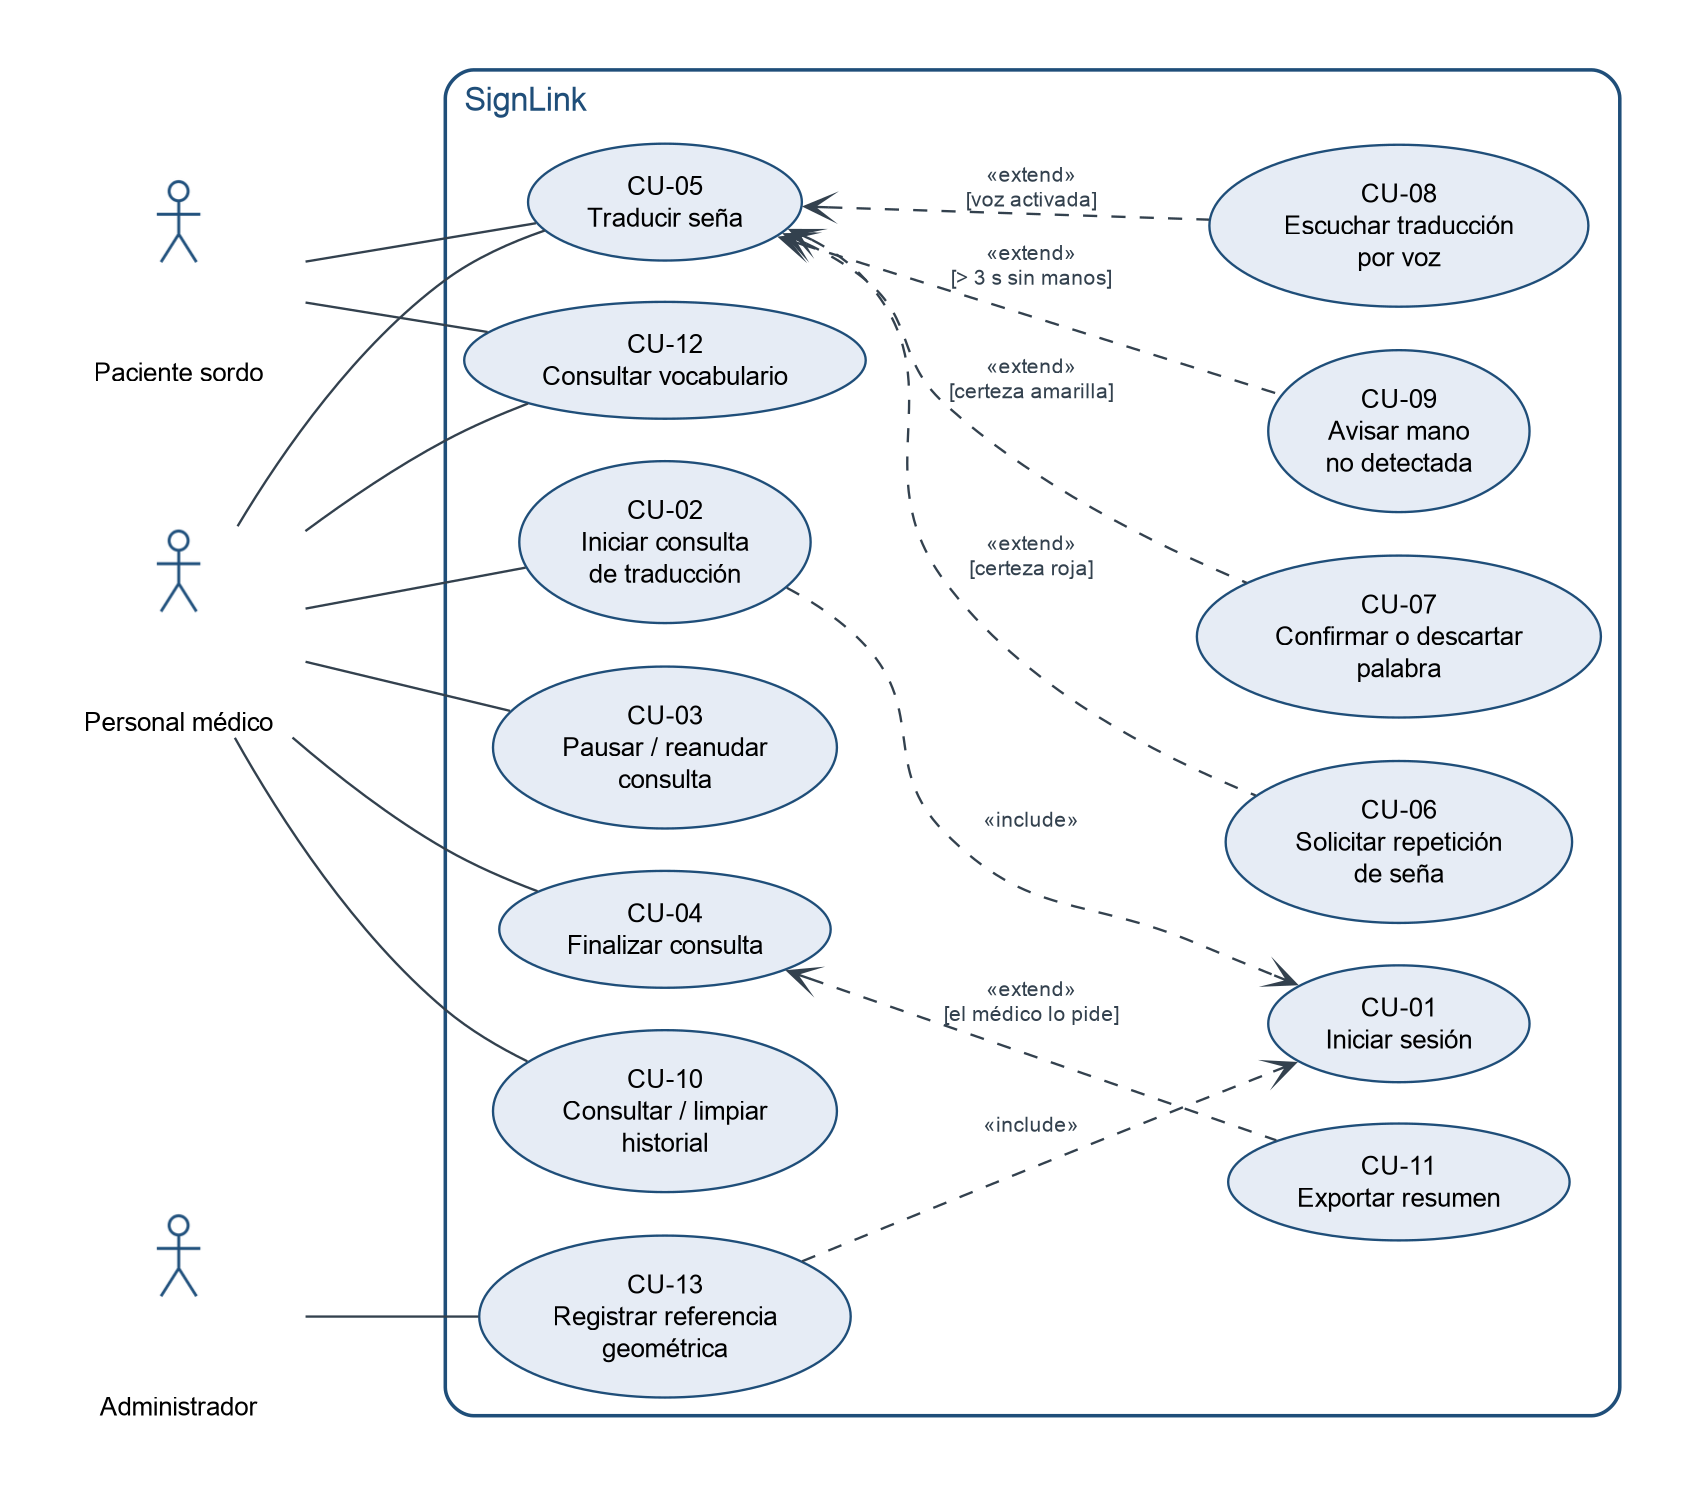 SignLink
Paciente sordo
Personal médico
Administrador
CU-05
Traducir seña
CU-12
Consultar vocabulario
CU-02
Iniciar consulta
de traducción
CU-03
Pausar / reanudar
consulta
CU-04
Finalizar consulta
CU-10
Consultar / limpiar
historial
CU-13
Registrar referencia
geométrica
«extend»
[voz activada]
«extend»
[> 3 s sin manos]
«extend»
[certeza amarilla]
«extend»
[certeza roja]
«include»
«extend»
[el médico lo pide]
«include»
CU-08
Escuchar traducción
por voz
CU-09
Avisar mano
no detectada
CU-07
Confirmar o descartar
palabra
CU-06
Solicitar repetición
de seña
CU-01
Iniciar sesión
CU-11
Exportar resumen